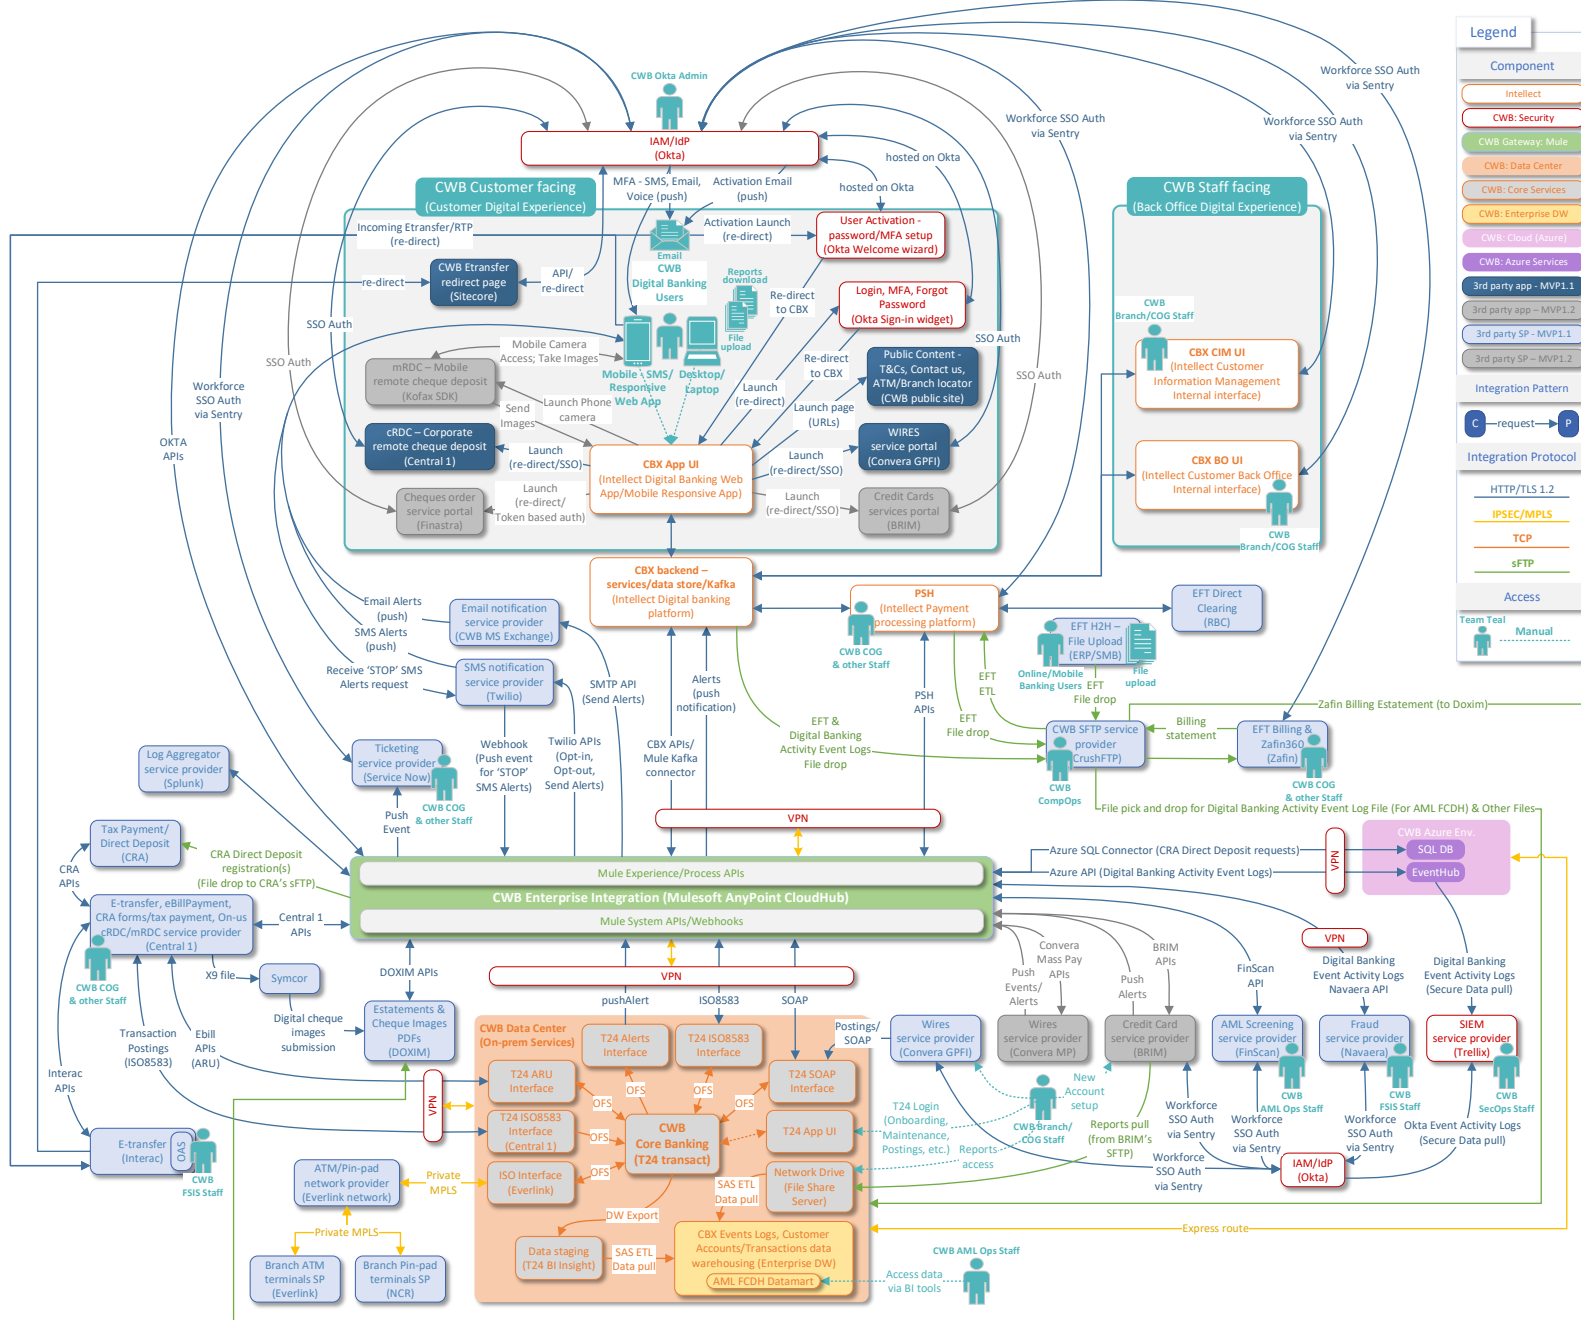 Legend
Component
Intellect
CWB: Security
CWB Gateway: Mule
CWB: Data Center
CWB: Core Services
CWB: Enterprise DW
CWB: Cloud (Azure)
CWB: Azure Services
3rd party app - MVP1.1
3rd party app – MVP1.2
3rd party SP - MVP1.1
3rd party SP – MVP1.2
Integration Pattern
C
request
P
Integration Protocol
HTTP/TLS 1.2
IPSEC/MPLS
TCP
sFTP
Access
Team Teal
Manual
CWB Okta Admin
IAM/IdP
(Okta)
Workforce SSO Auth
via Sentry
Workforce SSO Auth
via Sentry
Workforce SSO Auth
via Sentry
hosted on Okta
hosted on Okta
MFA - SMS, Email,
Voice (push)
Activation Email
(push)
CWB Customer facing
(Customer Digital Experience)
CWB Staff facing
(Back Office Digital Experience)
Incoming Etransfer/RTP
(re-direct)
Activation Launch
(re-direct)
User Activation -
password/MFA setup
(Okta Welcome wizard)
Email
CWB
Digital Banking
Users
Reports
download
File
upload
re-direct
CWB Etransfer
redirect page
(Sitecore)
API/
re-direct
Re-direct
to CBX
Login, MFA, Forgot
Password
(Okta Sign-in widget)
SSO Auth
SSO Auth
SSO Auth
SSO Auth
Mobile Camera
Access; Take Images
Mobile - SMS/
Responsive
Web App
Desktop/
Laptop
Re-direct
to CBX
Public Content -
T&Cs, Contact us,
ATM/Branch locator
(CWB public site)
mRDC – Mobile
remote cheque deposit
(Kofax SDK)
Launch Phone
camera
Send
Images
Launch
(re-direct)
Launch page
(URLs)
cRDC – Corporate
remote cheque deposit
(Central 1)
Launch
(re-direct/SSO)
CBX App UI
(Intellect Digital Banking Web
App/Mobile Responsive App)
Launch
(re-direct/SSO)
WIRES
service portal
(Convera GPFI)
Cheques order
service portal
(Finastra)
Launch
(re-direct/
Token based auth)
Launch
(re-direct/SSO)
Credit Cards
services portal
(BRIM)
CWB
Branch/COG Staff
CBX CIM UI
(Intellect Customer
Information Management
Internal interface)
CBX BO UI
(Intellect Customer Back Office
Internal interface)
CWB
Branch/COG Staff
Workforce
SSO Auth
via Sentry
OKTA
APIs
CBX backend –
services/data store/Kafka
(Intellect Digital banking
platform)
PSH
(Intellect Payment
processing platform)
CWB COG
& other Staff
EFT Direct
Clearing
(RBC)
EFT H2H –
File Upload
(ERP/SMB)
Online/Mobile
Banking Users
File
upload
Email Alerts
(push)
SMS Alerts
(push)
Receive ‘STOP’ SMS
Alerts request
Email notification
service provider
(CWB MS Exchange)
SMS notification
service provider
(Twilio)
SMTP API
(Send Alerts)
Alerts
(push
notification)
EFT
ETL
EFT
File drop
EFT
File drop
PSH
APIs
Zafin Billing Estatement (to Doxim)
Billing
statement
CWB SFTP service
provider
(CrushFTP)
CWB
CompOps
EFT Billing &
Zafin360
(Zafin)
CWB COG
& other Staff
EFT &
Digital Banking
Activity Event Logs
File drop
Webhook
(Push event
for ‘STOP’
SMS Alerts)
Twilio APIs
(Opt-in,
Opt-out,
Send Alerts)
CBX APIs/
Mule Kafka
connector
Log Aggregator
service provider
(Splunk)
Ticketing
service provider
(Service Now)
CWB COG
& other Staff
Push
Event
VPN
File pick and drop for Digital Banking Activity Event Log File (For AML FCDH) & Other Files
Tax Payment/
Direct Deposit
(CRA)
CRA Direct Deposit
registration(s)
(File drop to CRA’s sFTP)
CRA
APIs
Mule Experience/Process APIs
CWB Enterprise Integration (Mulesoft AnyPoint CloudHub)
Mule System APIs/Webhooks
Azure SQL Connector (CRA Direct Deposit requests)
Azure API (Digital Banking Activity Event Logs)
VPN
CWB Azure Env.
SQL DB
EventHub
E-transfer, eBillPayment,
CRA forms/tax payment, On-us
cRDC/mRDC service provider
(Central 1)
CWB COG
& other Staff
Central 1
APIs
X9 file
Symcor
Digital cheque
images
submission
DOXIM APIs
Estatements &
Cheque Images
PDFs
(DOXIM)
Transaction
Postings
(ISO8583)
Ebill
APIs
(ARU)
Interac
APIs
VPN
VPN
pushAlert
ISO8583
SOAP
Convera
Mass Pay
APIs
Push
Events/
Alerts
BRIM
APIs
Push
Alerts
FinScan
API
VPN
Digital Banking
Event Activity Logs
Navaera API
Digital Banking
Event Activity Logs
(Secure Data pull)
CWB Data Center
(On-prem Services)
T24 Alerts
Interface
T24 ISO8583
Interface
Postings/
SOAP
Wires
service provider
(Convera GPFI)
Wires
service provider
(Convera MP)
Credit Card
service provider
(BRIM)
AML Screening
service provider
(FinScan)
CWB
AML Ops Staff
Fraud
service provider
(Navaera)
CWB
FSIS Staff
SIEM
service provider
(Trellix)
CWB
SecOps Staff
T24 ARU
Interface
T24 SOAP
Interface
OFS
OFS
OFS
OFS
OFS
OFS
T24 ISO8583
Interface
(Central 1)
CWB
Core Banking
(T24 transact)
T24 App UI
T24 Login
(Onboarding,
Maintenance,
Postings, etc.)
CWB Branch/
COG Staff
New
Account
setup
Reports
access
Reports pull
(from BRIM’s
SFTP)
Workforce
SSO Auth
via Sentry
Workforce
SSO Auth
via Sentry
Workforce
SSO Auth
via Sentry
Workforce
SSO Auth
via Sentry
Okta Event Activity Logs
(Secure Data pull)
IAM/IdP
(Okta)
E-transfer
(Interac)
OAS
CWB
FSIS Staff
ATM/Pin-pad
network provider
(Everlink network)
Private
MPLS
ISO Interface
(Everlink)
SAS ETL
Data pull
Network Drive
(File Share
Server)
Private MPLS
Branch ATM
terminals SP
(Everlink)
Branch Pin-pad
terminals SP
(NCR)
DW Export
Data staging
(T24 BI Insight)
SAS ETL
Data pull
CBX Events Logs, Customer
Accounts/Transactions data
warehousing (Enterprise DW)
AML FCDH Datamart
Access data
via BI tools
CWB AML Ops Staff
Express route